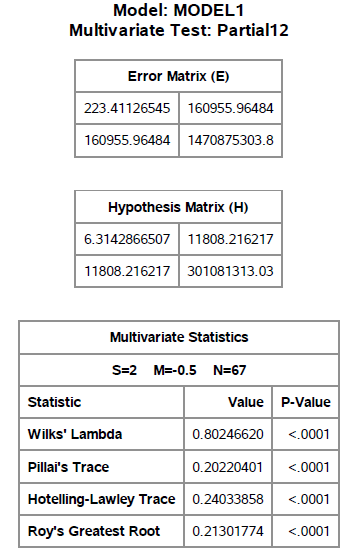 Model: MODEL1
Multivariate Test: Partial12
Error Matrix (E)
223.41126545 160955.96484
160955.96484 1470875303.8
Hypothesis Matrix (H)
6.3142866507 11808.216217
11808.216217 301081313.03
Multivariate Statistics
S=2 M=-0.5 N=67
Statistic Value P-Value
Wilks' Lambda 0.80246620 <.0001
Pillai's Trace 0.20220401 <.0001
Hotelling-Lawley Trace 0.24033858 <.0001
Roy's Greatest Root 0.21301774 <.0001